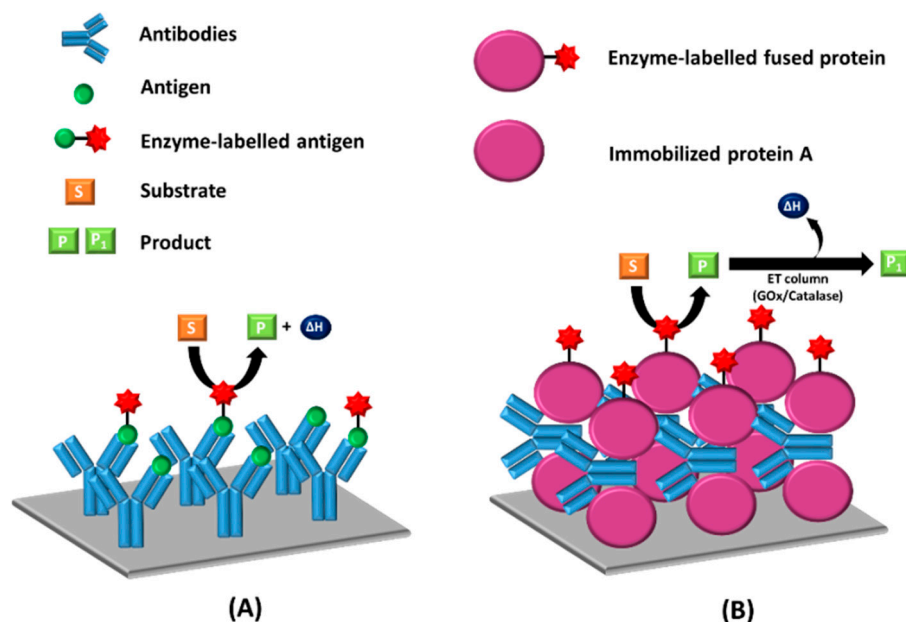 Antibodies
Antigen
Enzyme-labelled antigen
S
Substrate
P P₁
Product
S
P + ΔH
(A)
Enzyme-labelled fused protein
Immobilized protein A
ΔH
S
P
P₁
ET column
(GOx/Catalase)
(B)